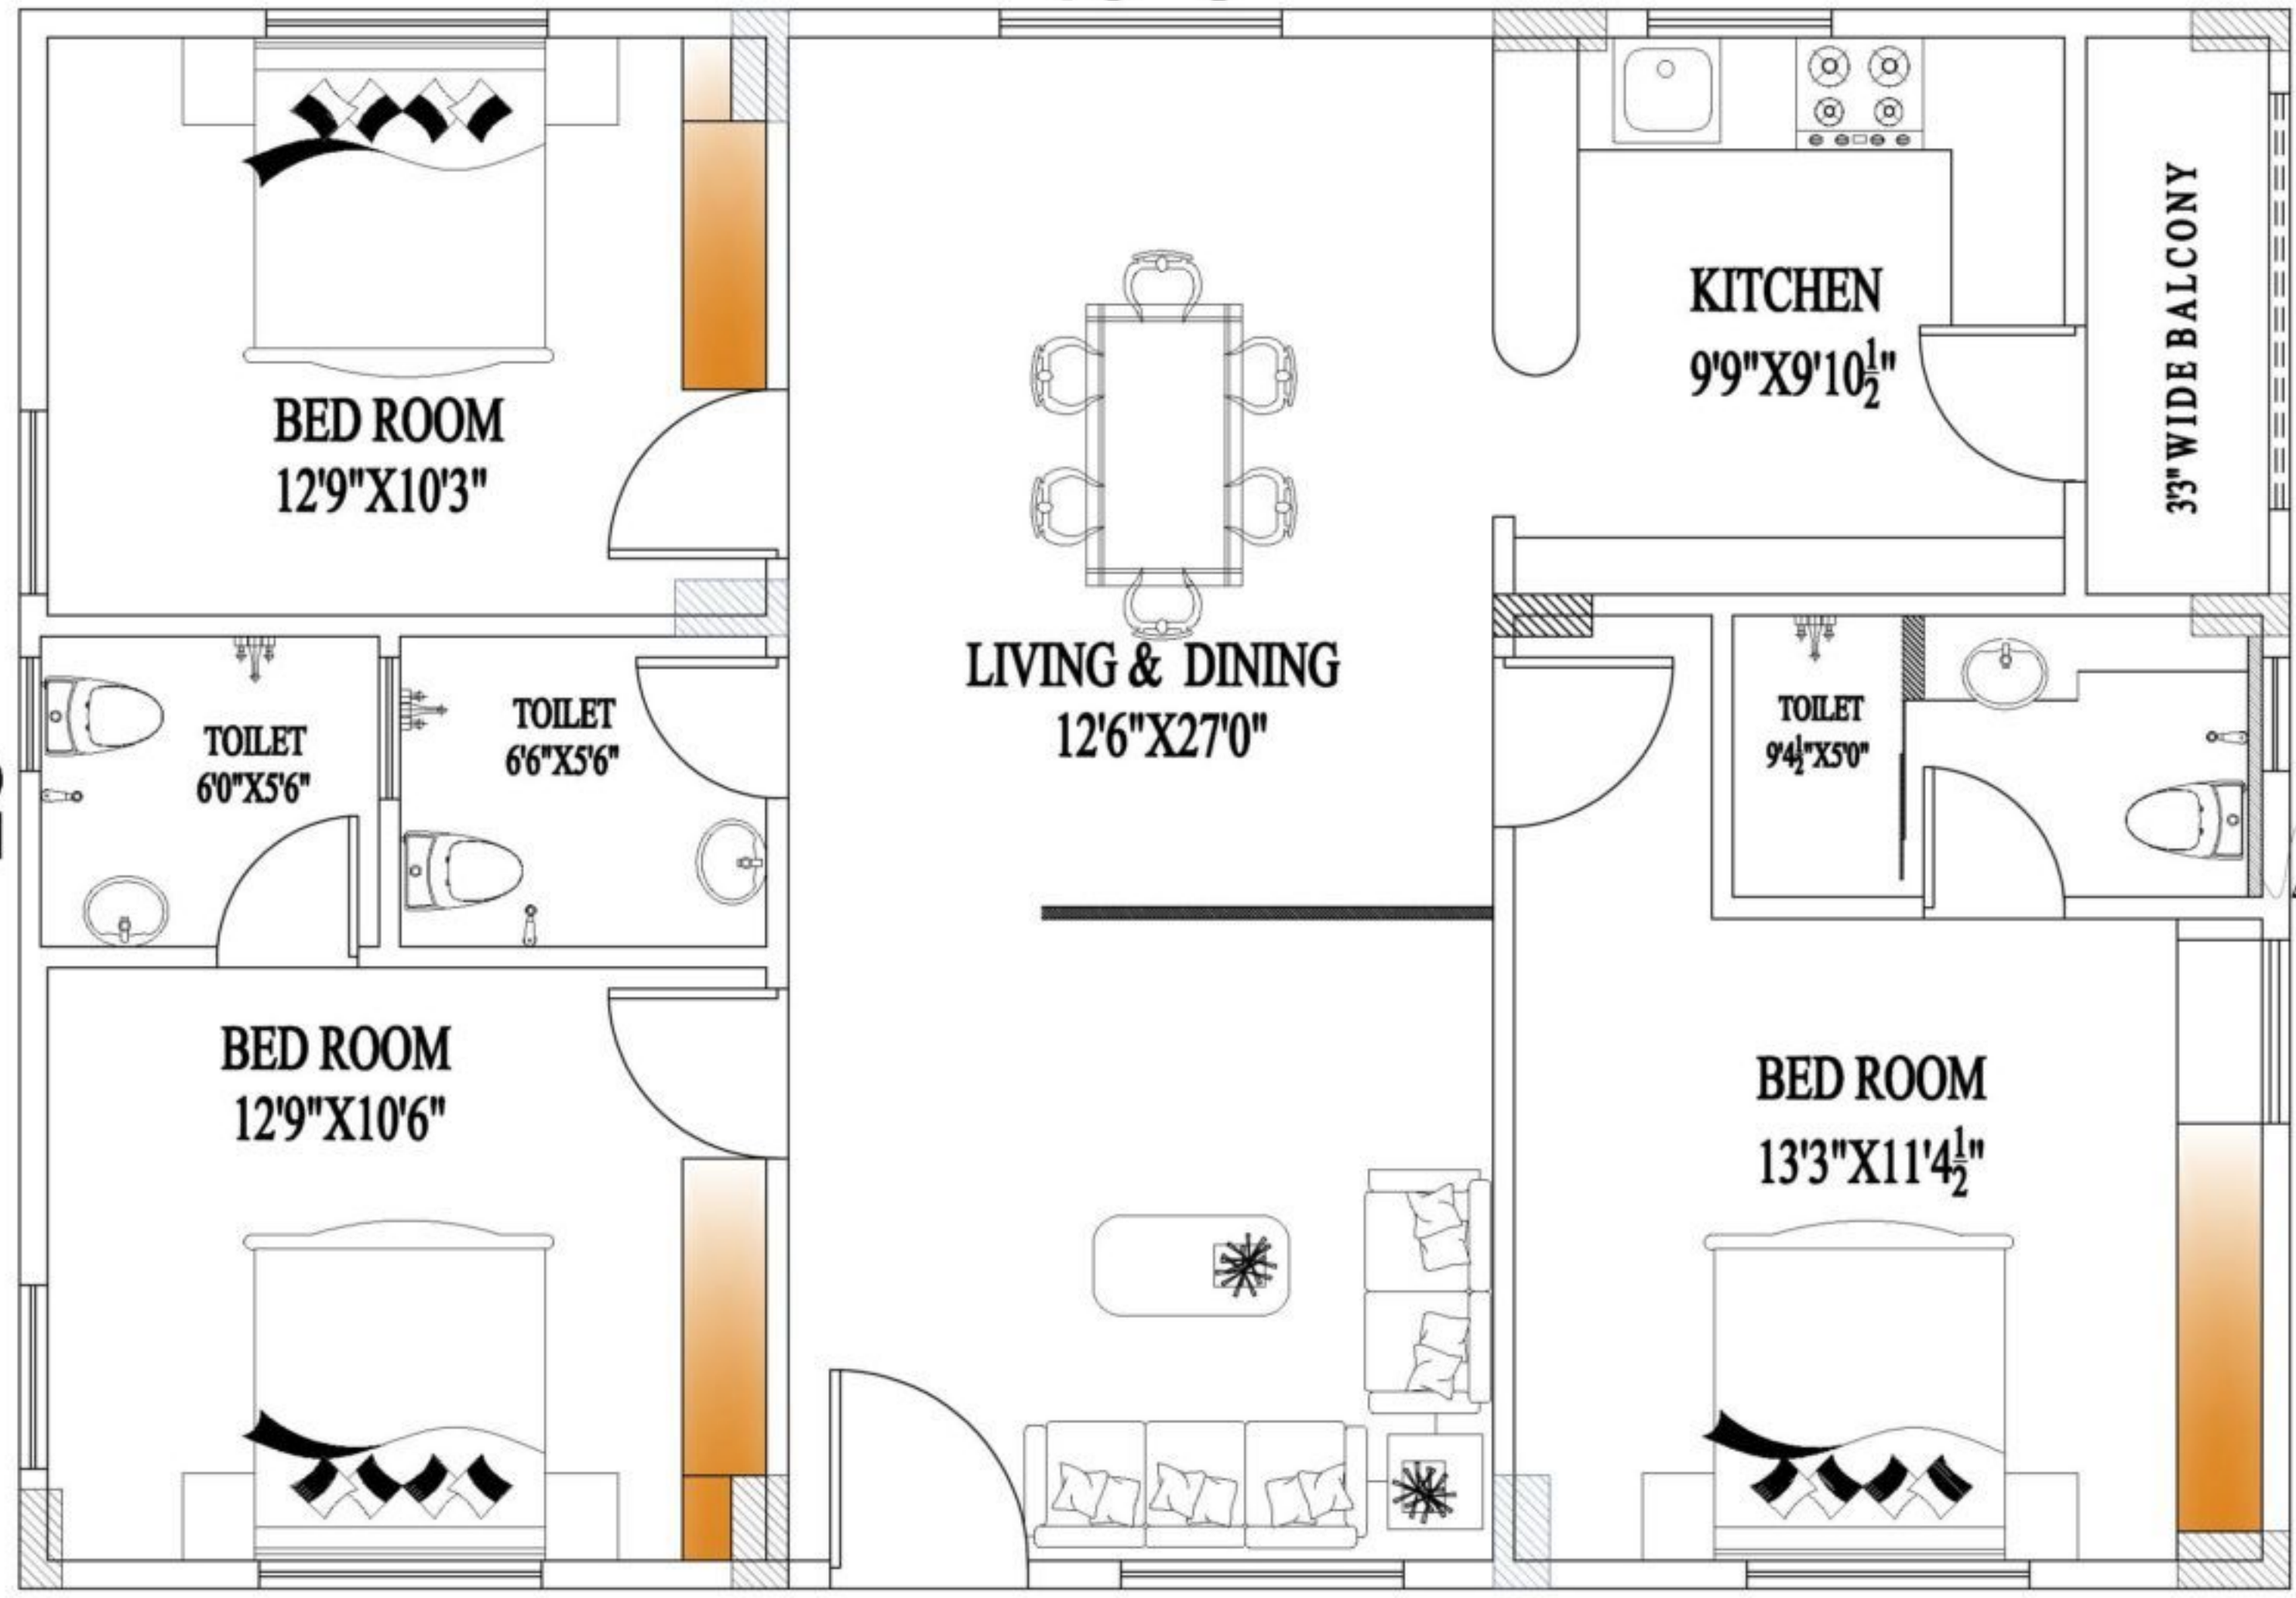 BED ROOM
12'9"X10'3"
KITCHEN
9'9"X9'10½"
3'3" WIDE BALCONY
LIVING & DINING
12'6"X27'0"
TOILET
6'0"X5'6"
TOILET
6'6"X5'6"
TOILET
9'4½"X5'0"
BED ROOM
12'9"X10'6"
BED ROOM
13'3"X11'4½"